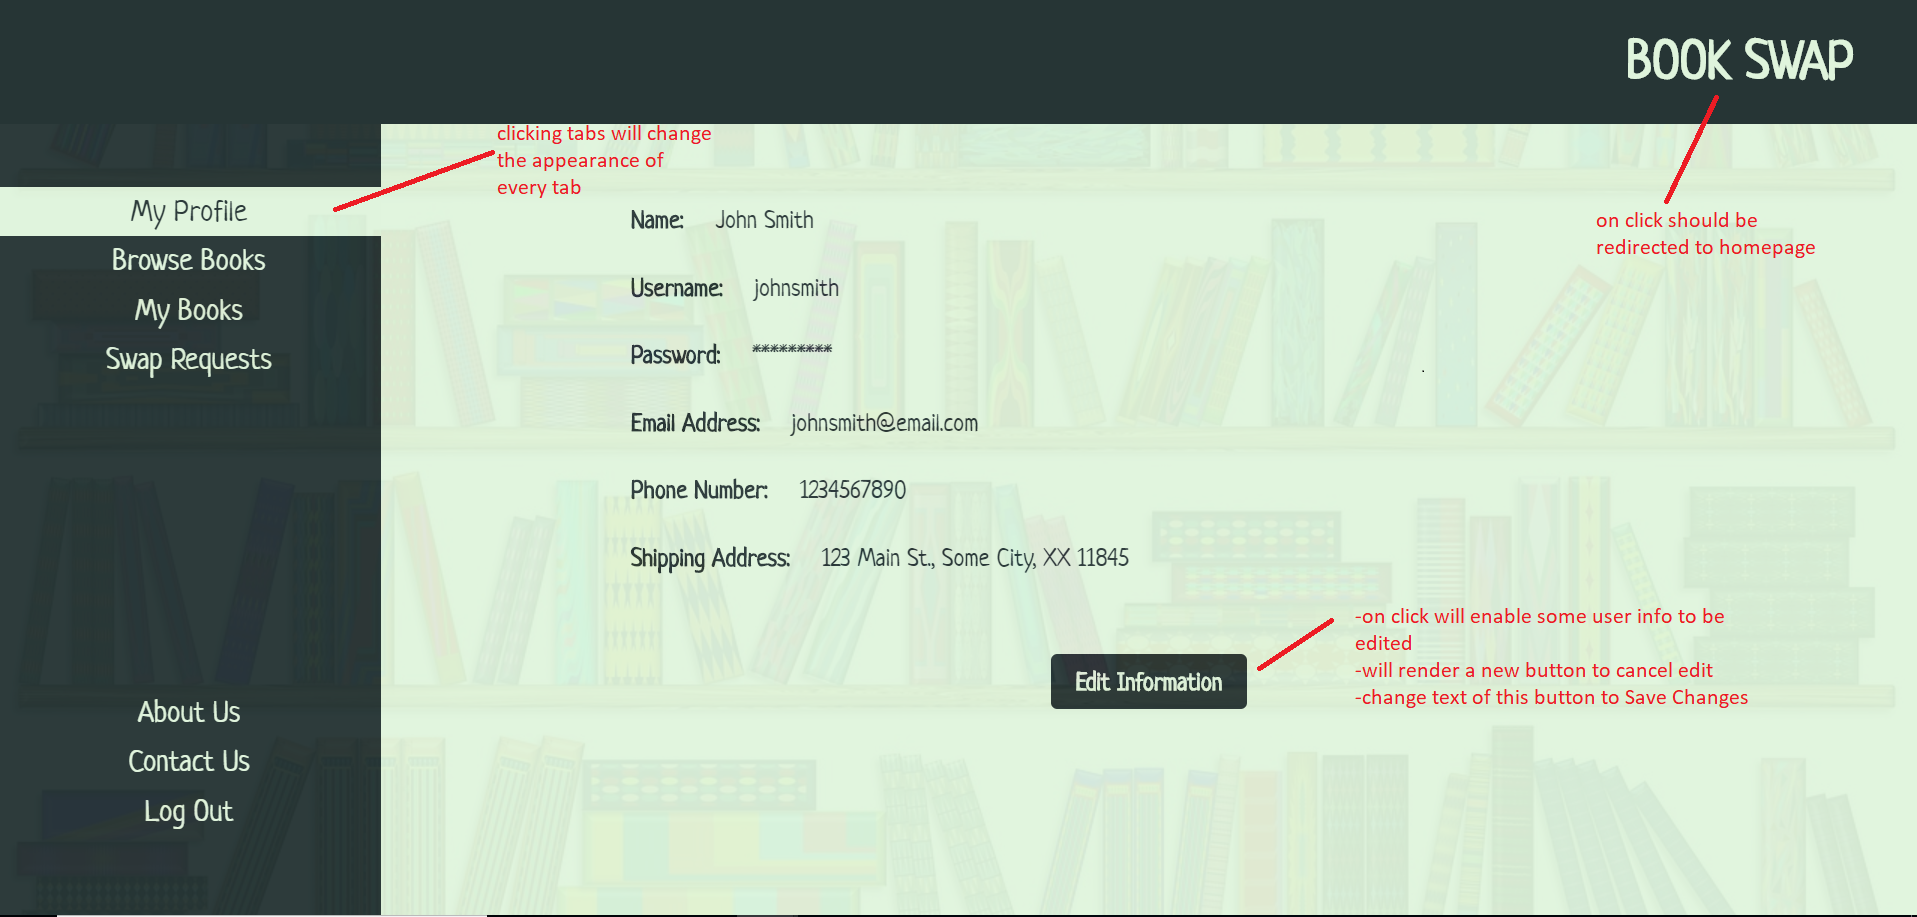 BOOK SWAP
clicking tabs will change
the appearance of
every tab
on click should be
redirected to homepage
My Profile
Browse Books
My Books
Swap Requests
About Us
Contact Us
Log Out
Name: John Smith
Username: johnsmith
Password: *********
Email Address: johnsmith@email.com
Phone Number: 1234567890
Shipping Address: 123 Main St., Some City, XX 11845
Edit Information
-on click will enable some user info to be
edited
-will render a new button to cancel edit
-change text of this button to Save Changes